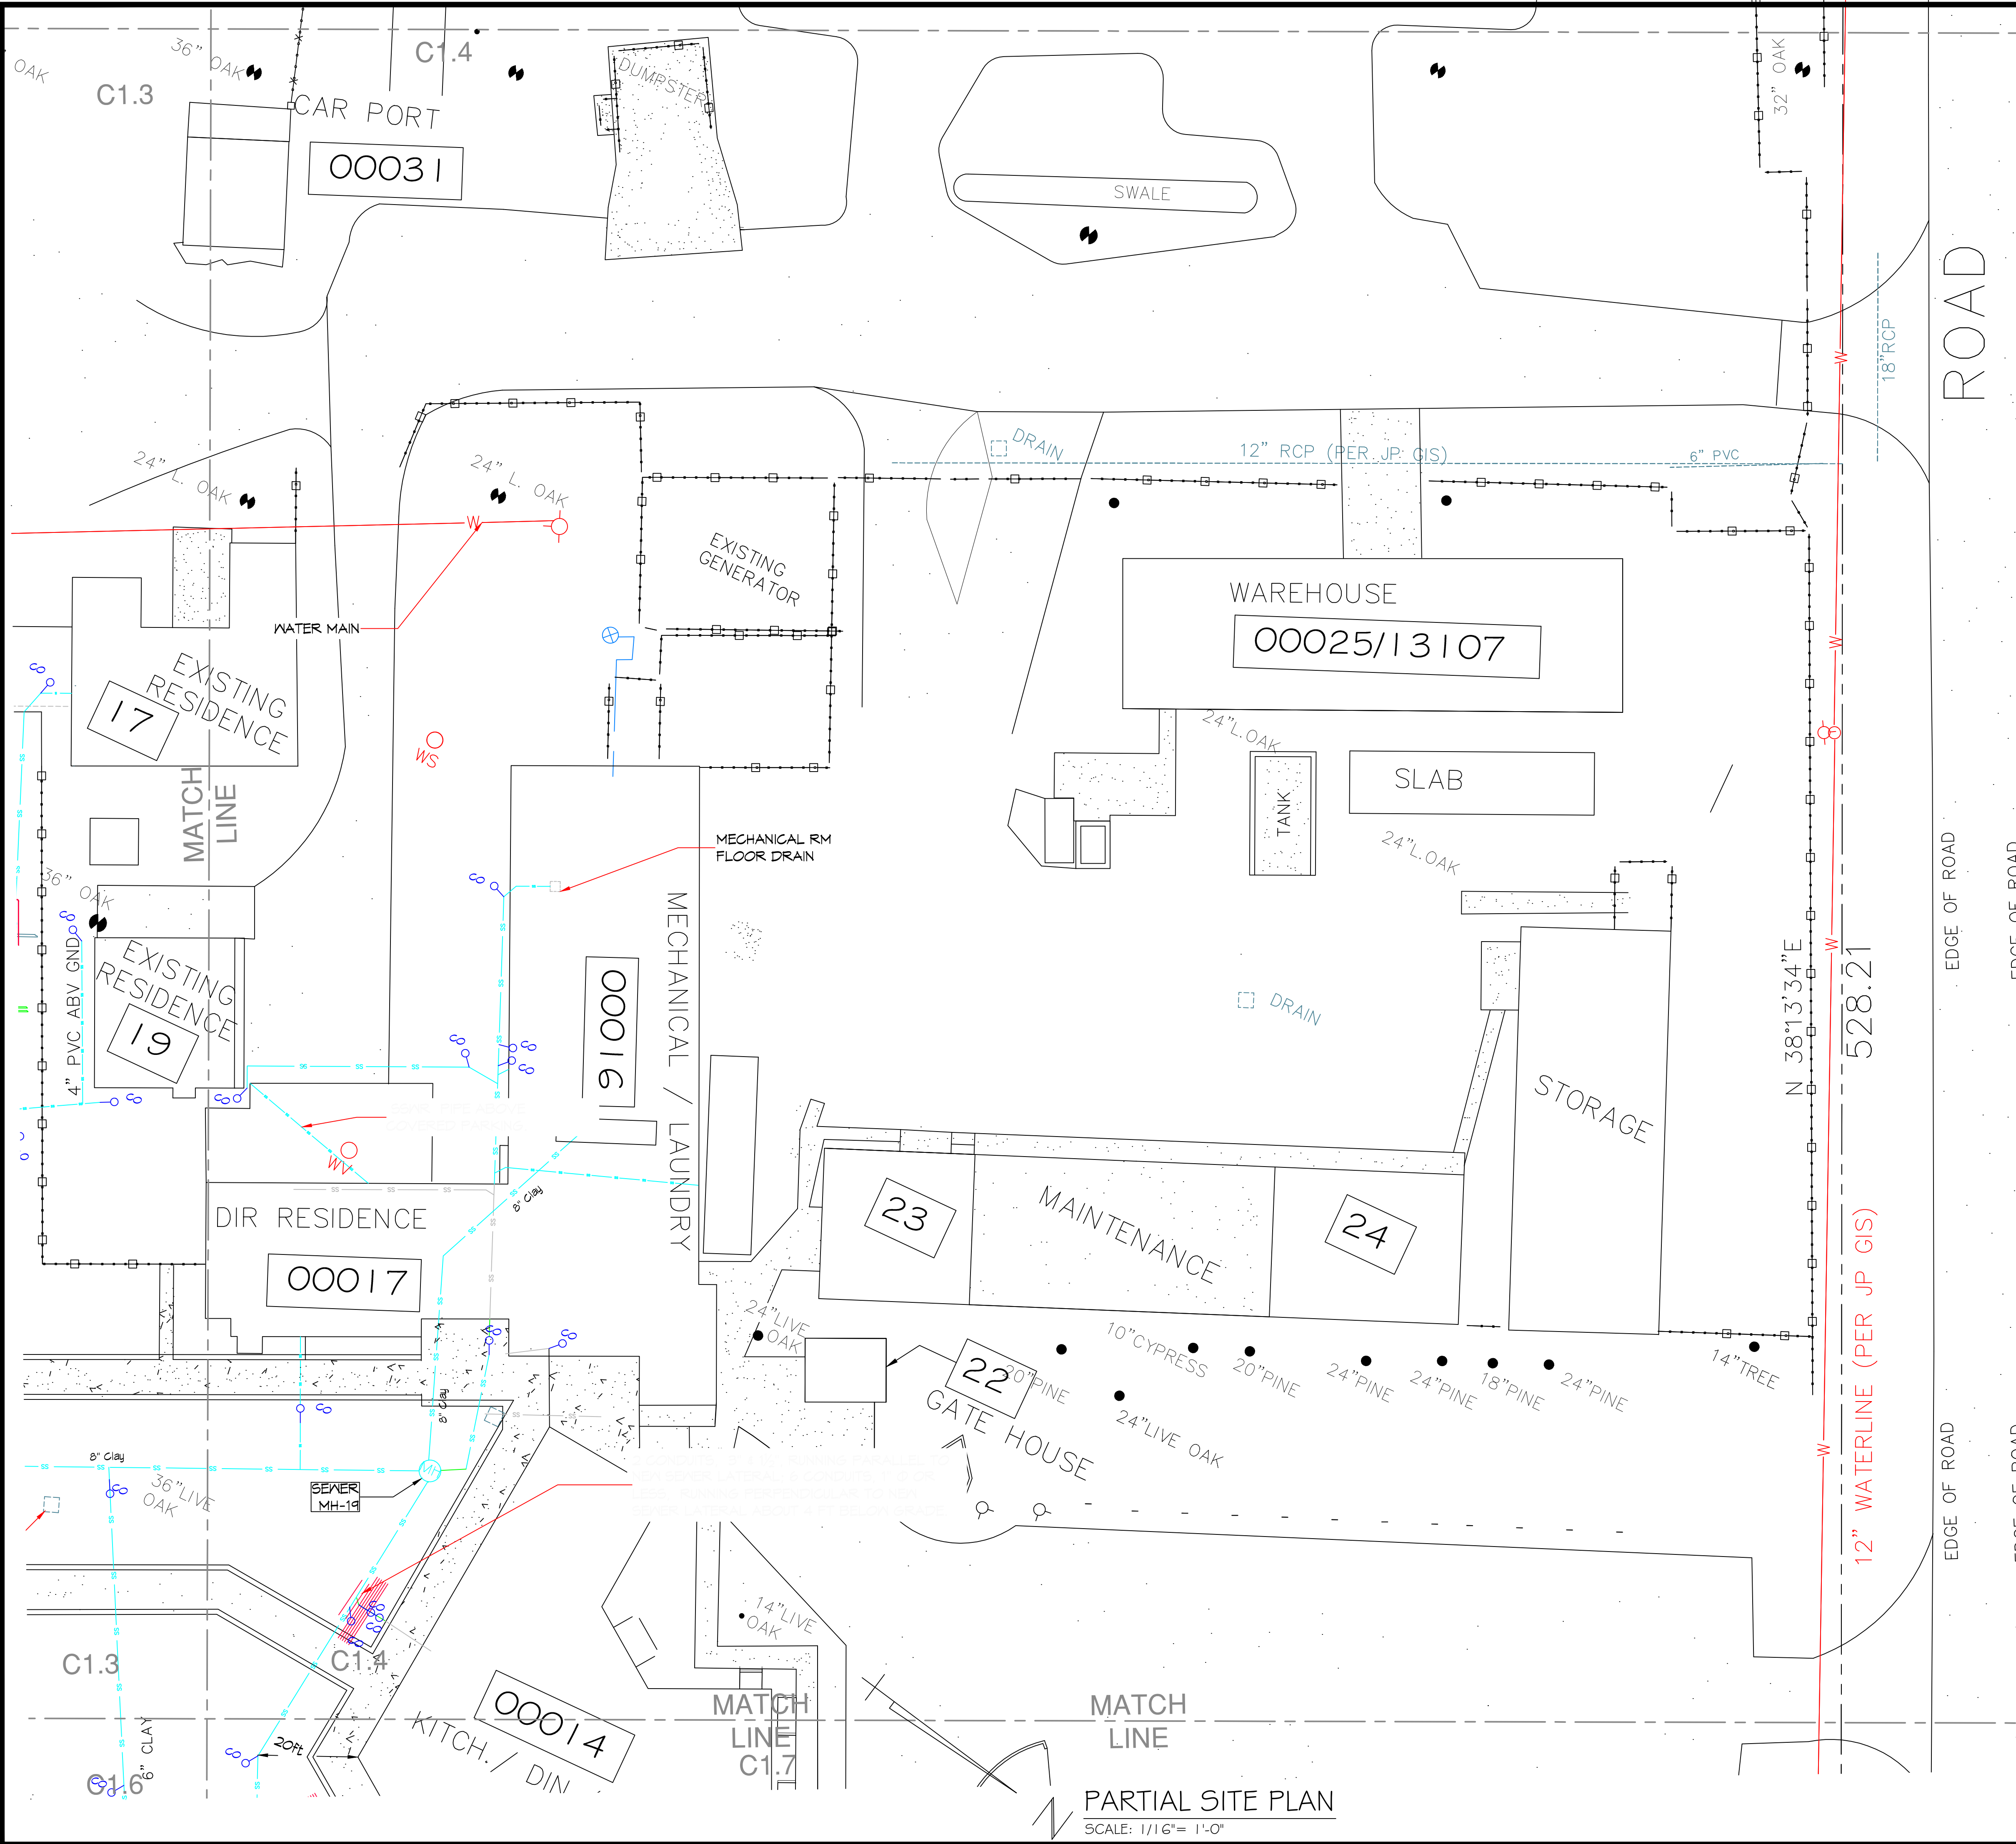 36" OAK
OAK
C1.4
C1.3
CAR PORT
00031
DUMPSTER
SWALE
32" OAK
ROAD
18"RCP
24" L. OAK
24" L. OAK
DRAIN
12" RCP (PER. JP. GIS)
6" PVC
W
WATER MAIN
EXISTING
GENERATOR
WAREHOUSE
00025/13107
EXISTING
RESIDENCE
17
WS
24"L.OAK
TANK
SLAB
24"L.OAK
MATCH
LINE
MECHANICAL RM
FLOOR DRAIN
36" OAK
EXISTING
RESIDENCE
19
4" PVC ABV GND
00016
MECHANICAL / LAUNDRY
DRAIN
STORAGE
N 38°13'34"E
528.21
EDGE OF ROAD
EDGE OF ROAD
WV
8" Clay
DIR RESIDENCE
00017
23
MAINTENANCE
24
24"LIVE
OAK
22
GATE HOUSE
30"PINE
10"CYPRESS
20"PINE
24"PINE
24"PINE
18"PINE
24"PINE
14"TREE
24"LIVE OAK
12" WATERLINE (PER JP GIS)
EDGE OF ROAD
EDGE OF ROAD
8" Clay
8" Clay
MH
36"LIVE
OAK
SEWER
MH-19
14"LIVE
OAK
C1.3
C1.4
00014
KITCH. / DIN
MATCH
LINE
C1.7
MATCH
LINE
20ft
6" CLAY
C1.6
N
PARTIAL SITE PLAN
SCALE: 1/16"= 1'-0"